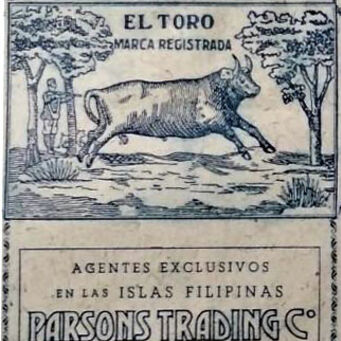 EL TORO
MARCA REGISTRADA
AGENTES EXCLUSIVOS
EN LAS ISLAS FILIPINAS
PARSONS TRADING Cº